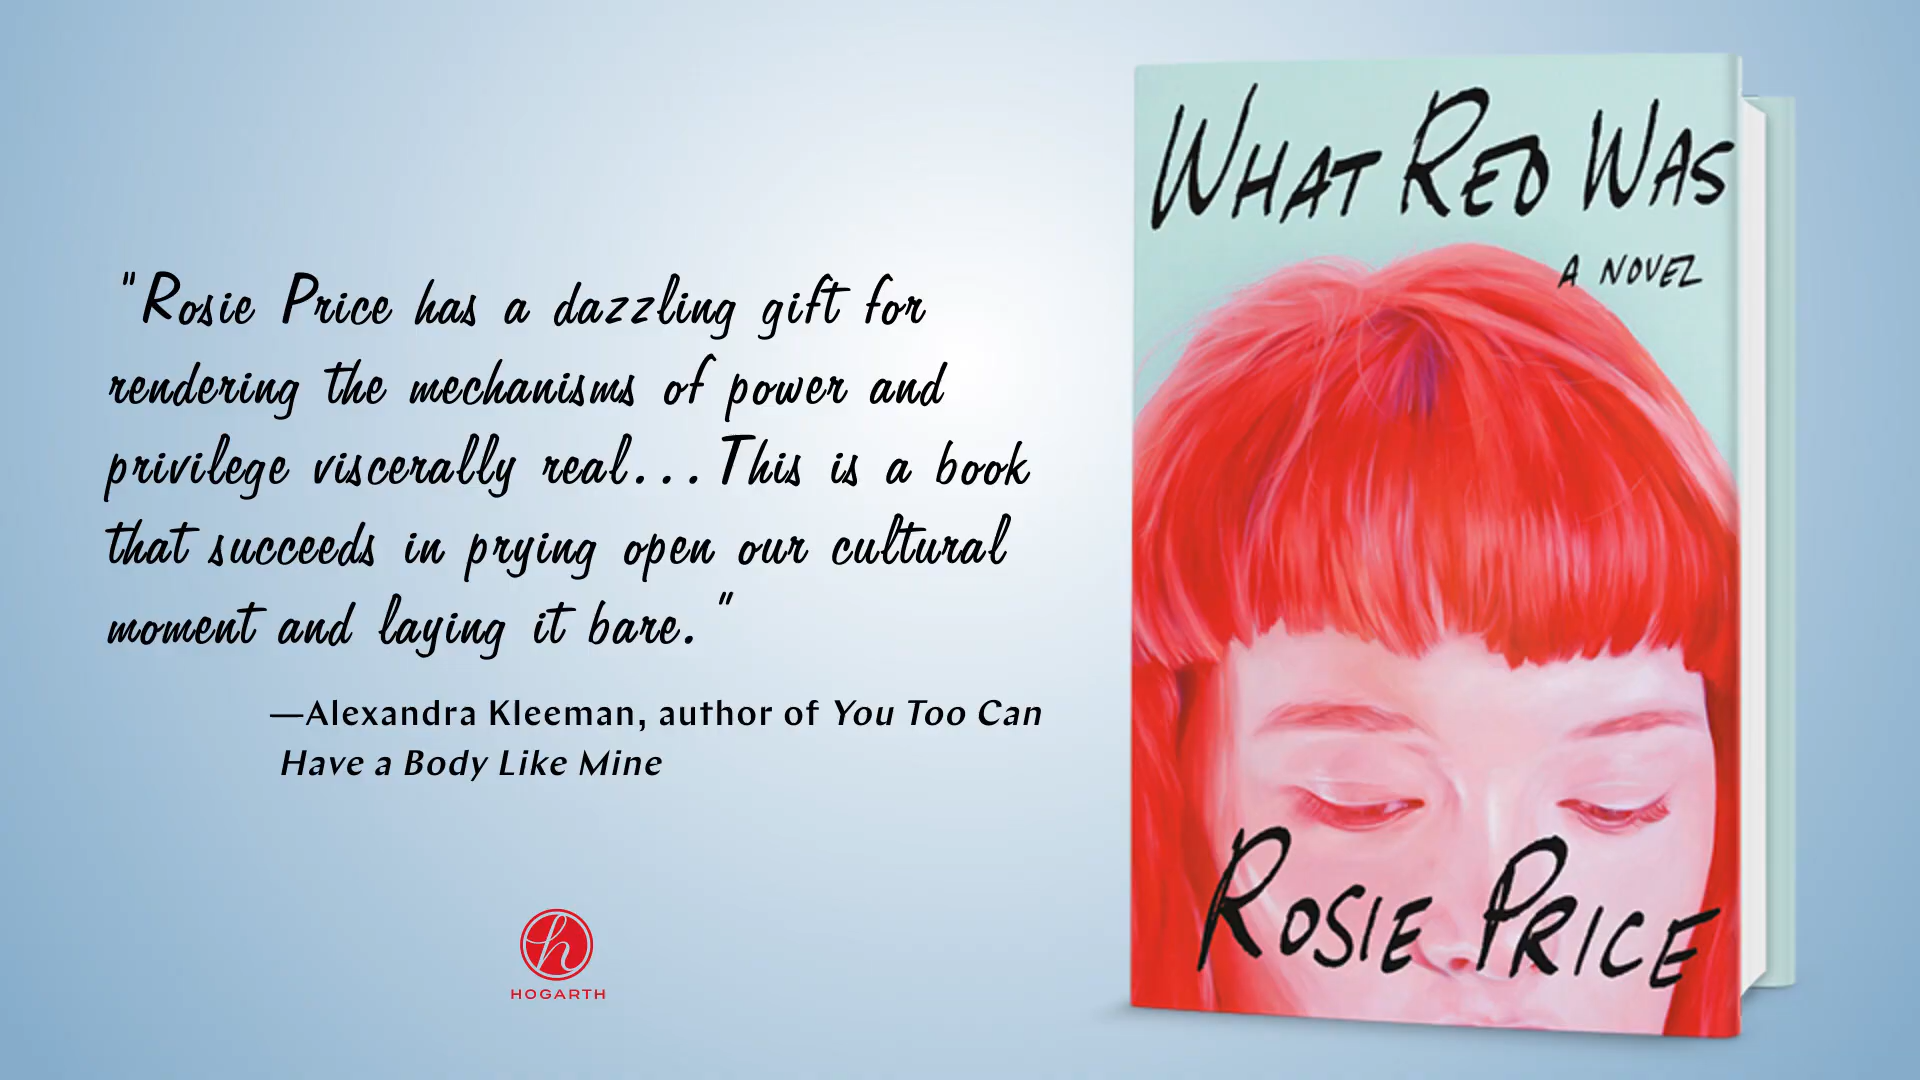 "Rosie Price has a dazzling gift for
rendering the mechanisms of power and
privilege viscerally real...This is a book
that succeeds in prying open our cultural
moment and laying it bare."
—Alexandra Kleeman, author of You Too Can
Have a Body Like Mine
h
HOGARTH
WHAT RED WAS
A NOVEL
ROSIE PRICE